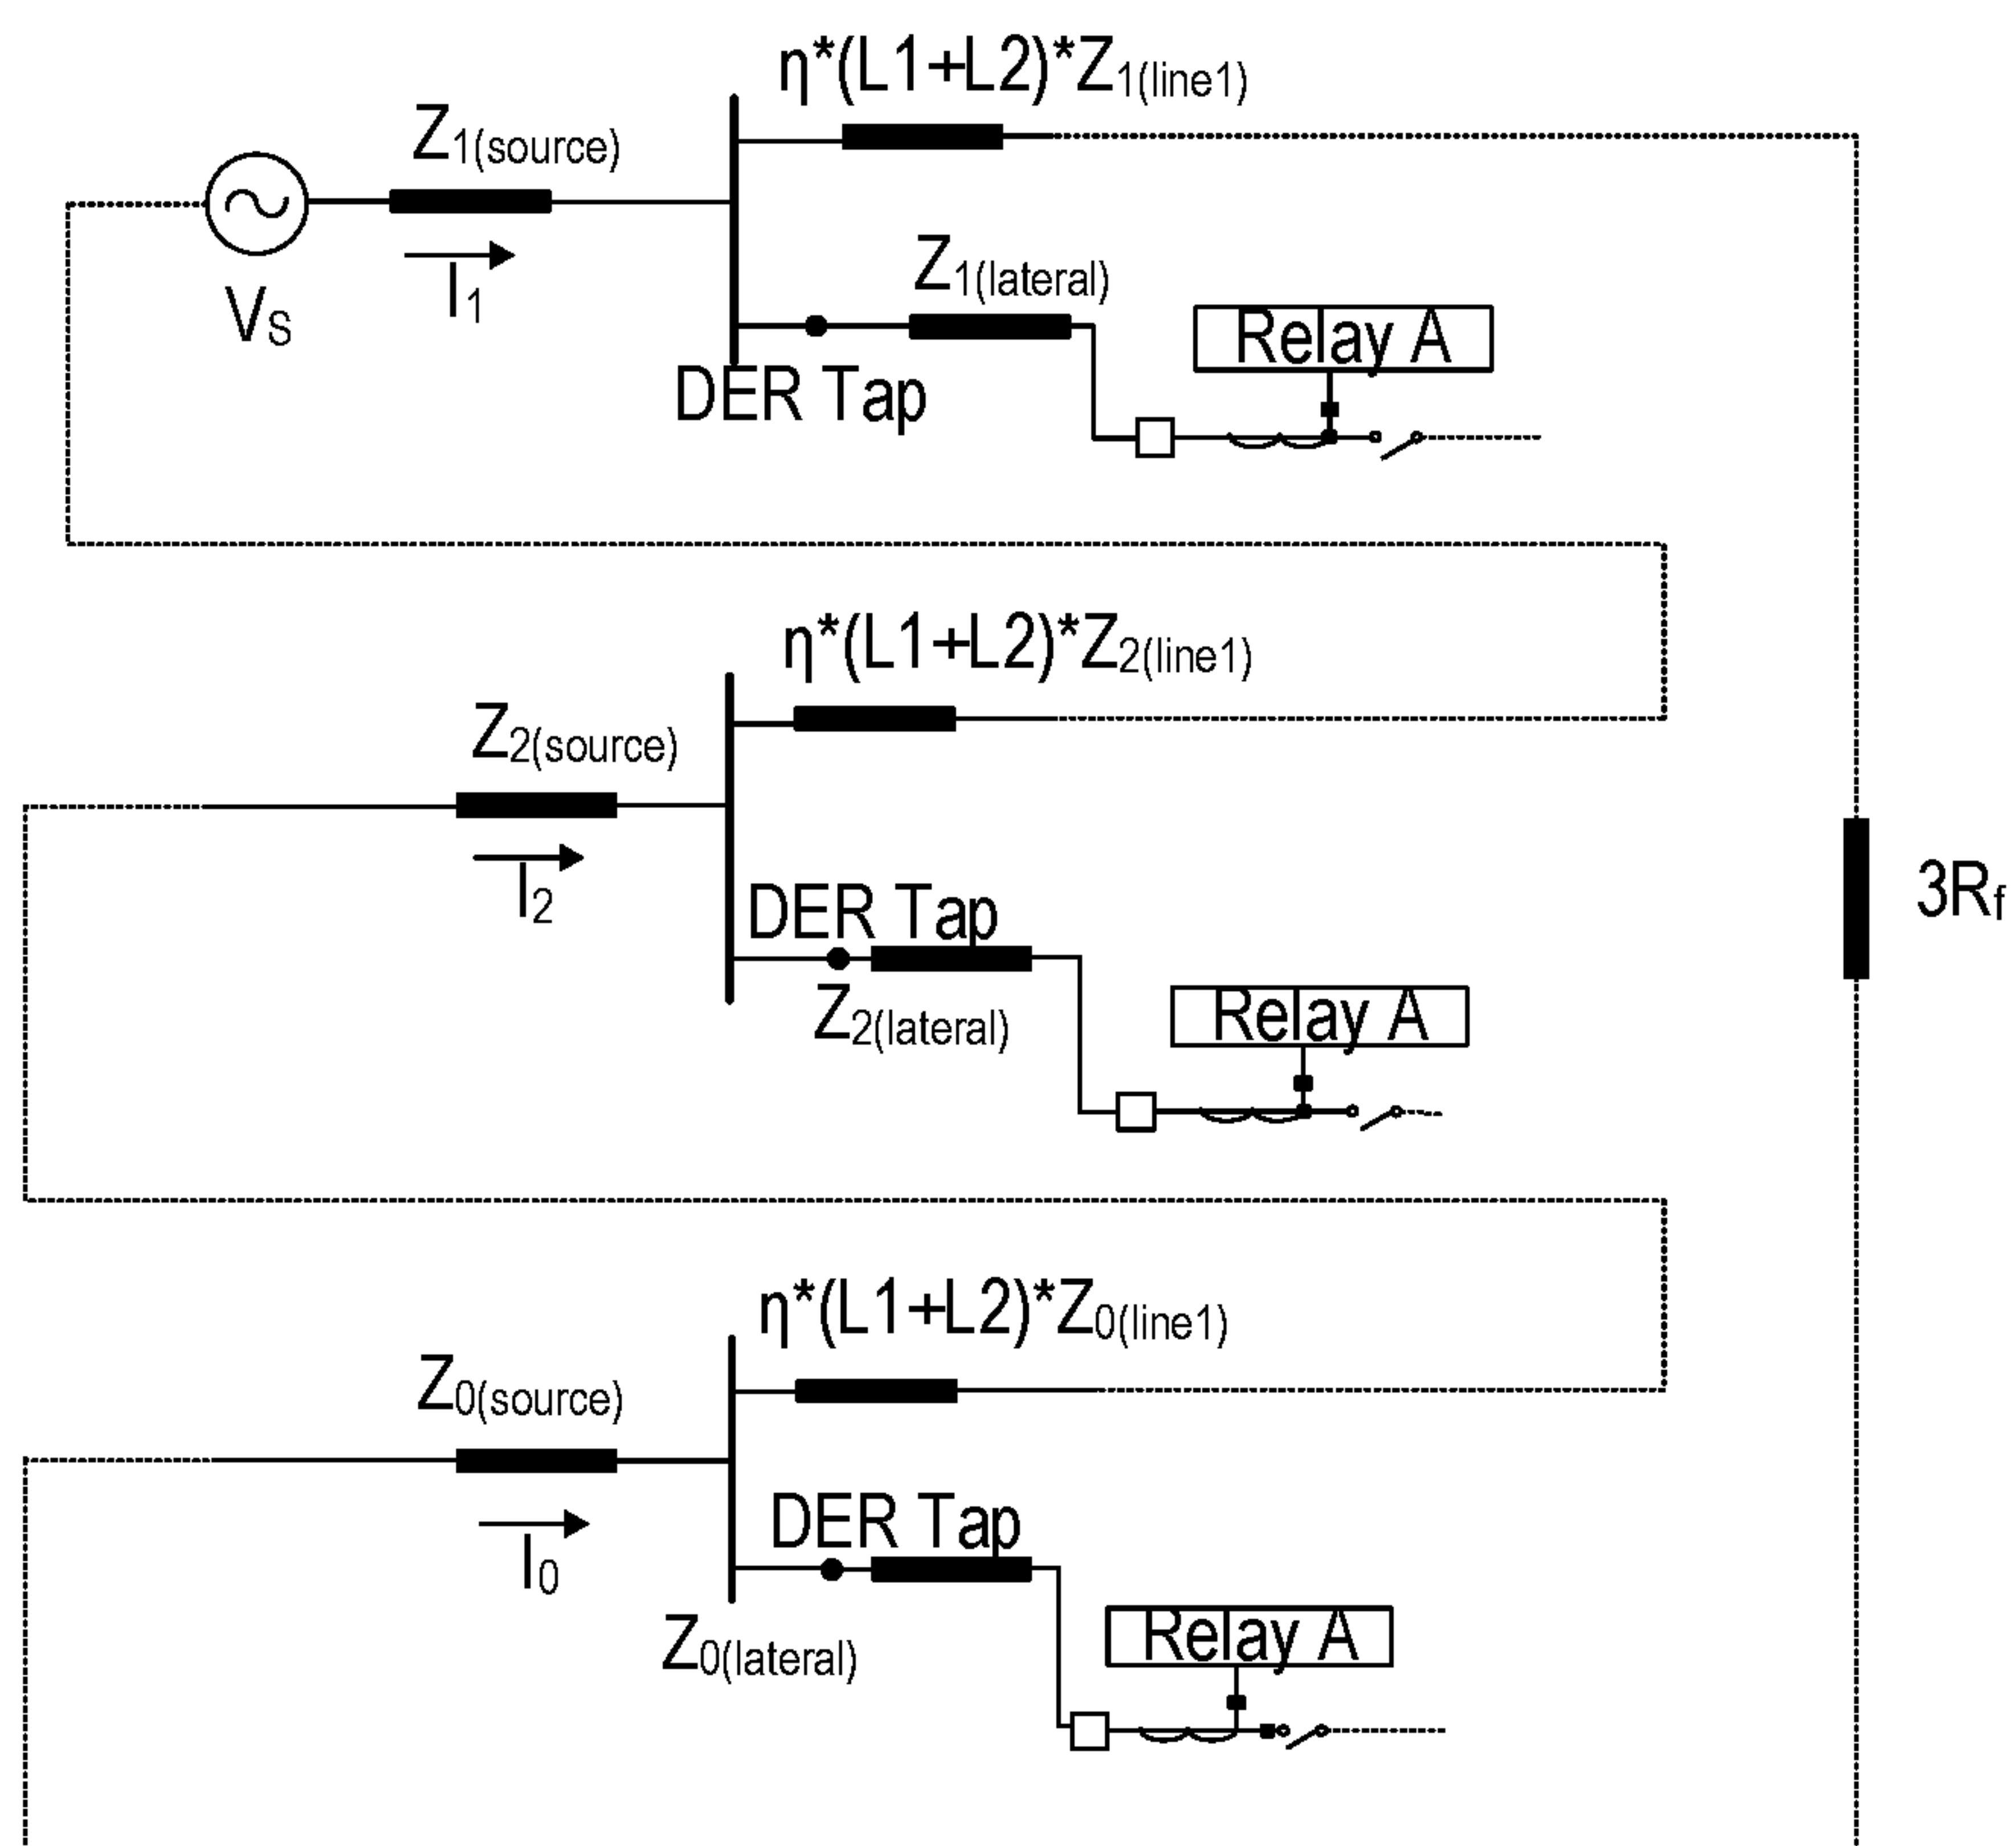 η*(L1+L2)*Z1(line1)
Z1(source)
I1
VS
Z1(lateral)
DER Tap
Relay A
η*(L1+L2)*Z2(line1)
Z2(source)
I2
DER Tap
Z2(lateral)
Relay A
3Rf
η*(L1+L2)*Z0(line1)
Z0(source)
I0
DER Tap
Z0(lateral)
Relay A